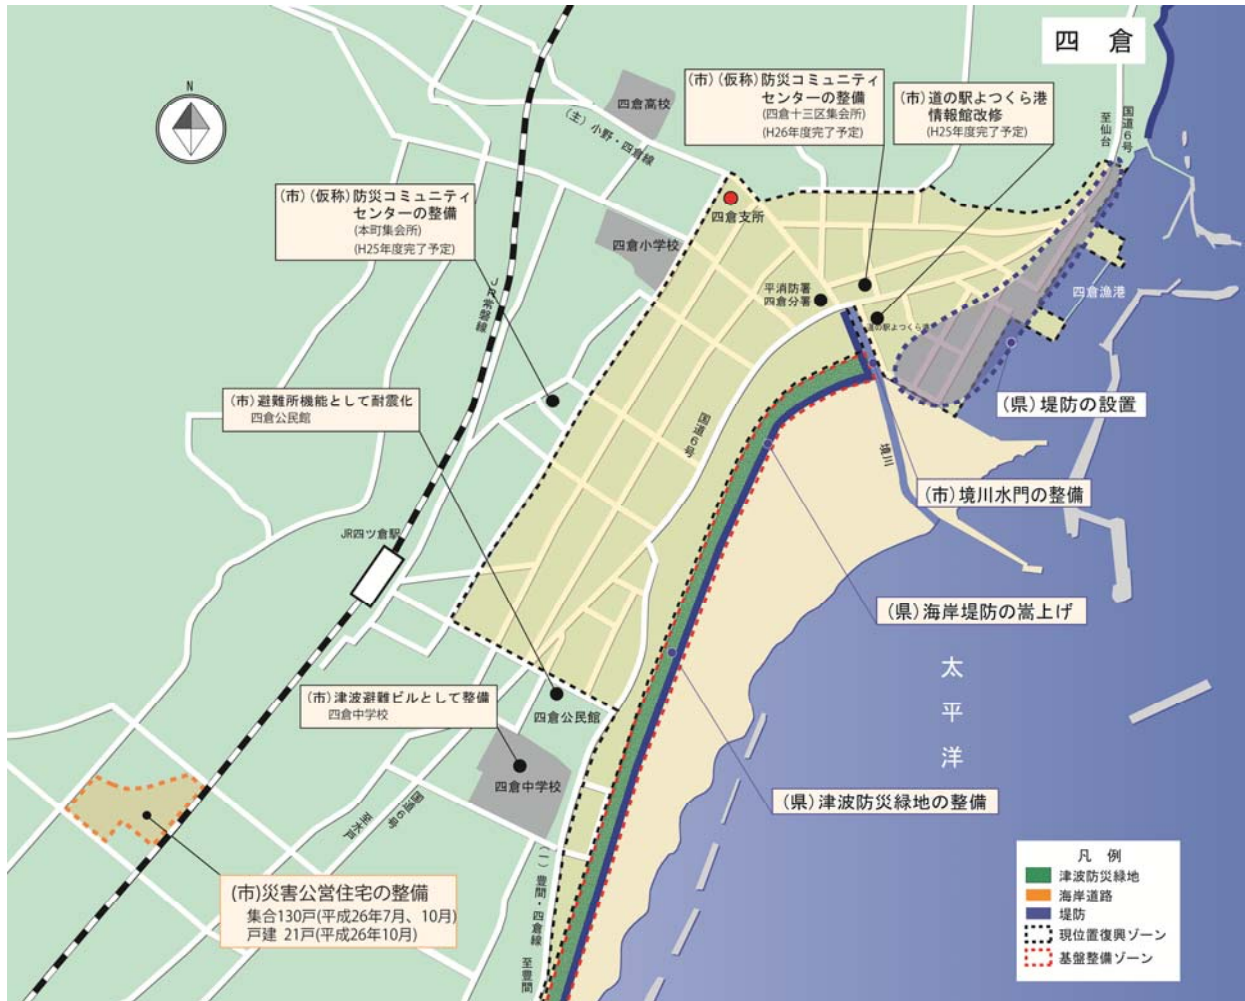 四 倉
N
(市)(仮称)防災コミュニティ
センターの整備
(四倉十三区集会所)
(H26年度完了予定)
(市)道の駅よつくら港
情報館改修
(H25年度完了予定)
至仙台
国道6号
四倉高校
(主)小野・四倉線
(市)(仮称)防災コミュニティ
センターの整備
(本町集会所)
(H25年度完了予定)
四倉支所
四倉小学校
JR常磐線
平消防署
四倉分署
道の駅よつくら港
四倉漁港
(県)堤防の設置
(市)避難所機能として耐震化
四倉公民館
国道6号
境川
(市)境川水門の整備
JR四ツ倉駅
(県)海岸堤防の嵩上げ
太平洋
(市)津波避難ビルとして整備
四倉中学校
四倉公民館
四倉中学校
(県)津波防災緑地の整備
国道6号
至水戸
(一)豊間・四倉線
至豊間
(市)災害公営住宅の整備
集合130戸(平成26年7月、10月)
戸建 21戸(平成26年10月)
凡 例
津波防災緑地
海岸道路
堤防
現位置復興ゾーン
基盤整備ゾーン